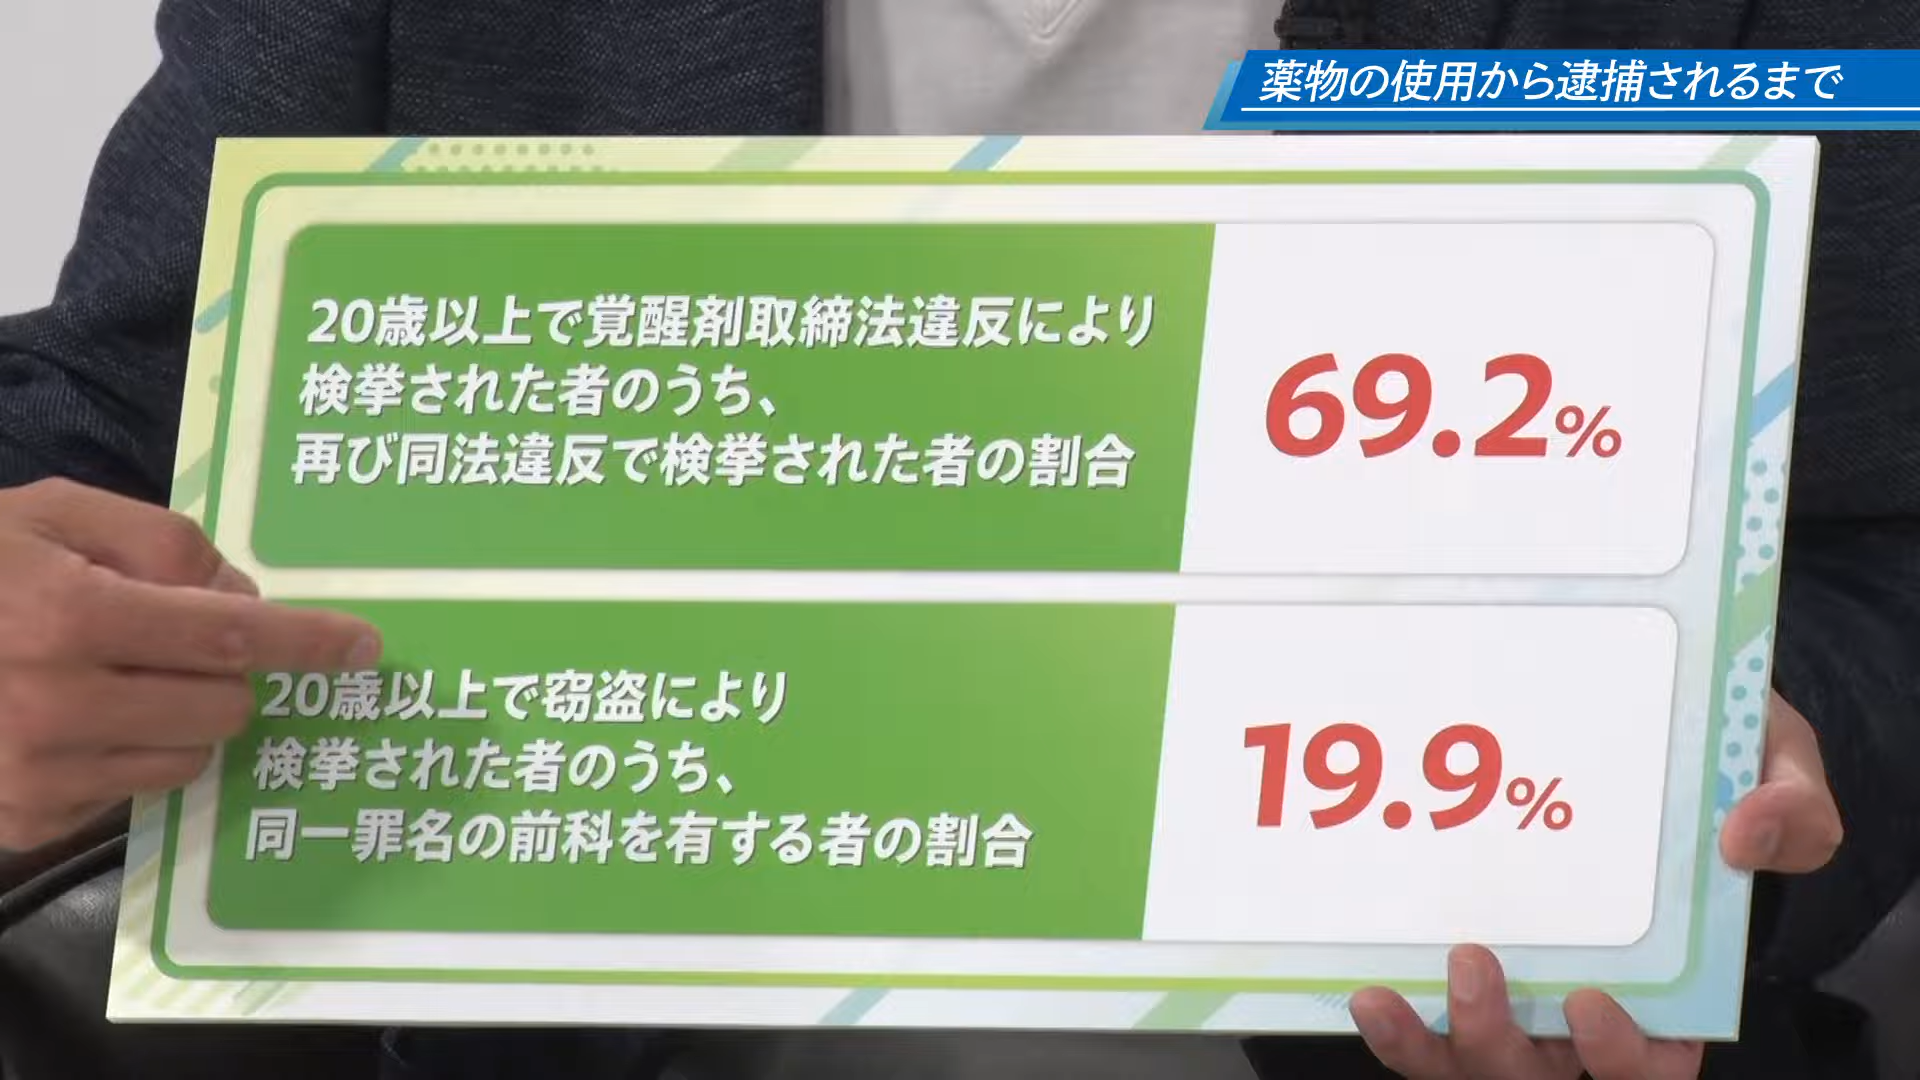 薬物の使用から逮捕されるまで
20歳以上で覚醒剤取締法違反により
検挙された者のうち、
再び同法違反で検挙された者の割合
69.2%
20歳以上で窃盗により
検挙された者のうち、
同一罪名の前科を有する者の割合
19.9%